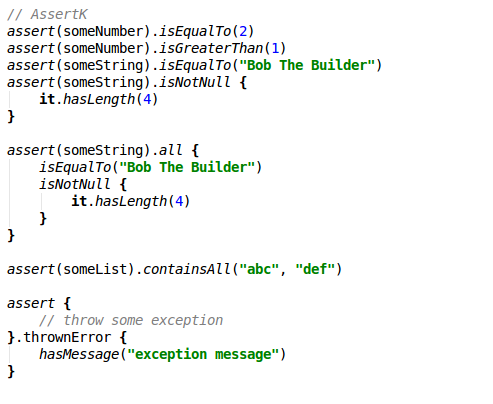 // AssertK
assert(someNumber).isEqualTo(2)
assert(someNumber).isGreaterThan(1)
assert(someString).isEqualTo("Bob The Builder")
assert(someString).isNotNull {
    it.hasLength(4)
}

assert(someString).all {
    isEqualTo("Bob The Builder")
    isNotNull {
        it.hasLength(4)
    }
}

assert(someList).containsAll("abc", "def")

assert {
    // throw some exception
}.thrownError {
    hasMessage("exception message")
}